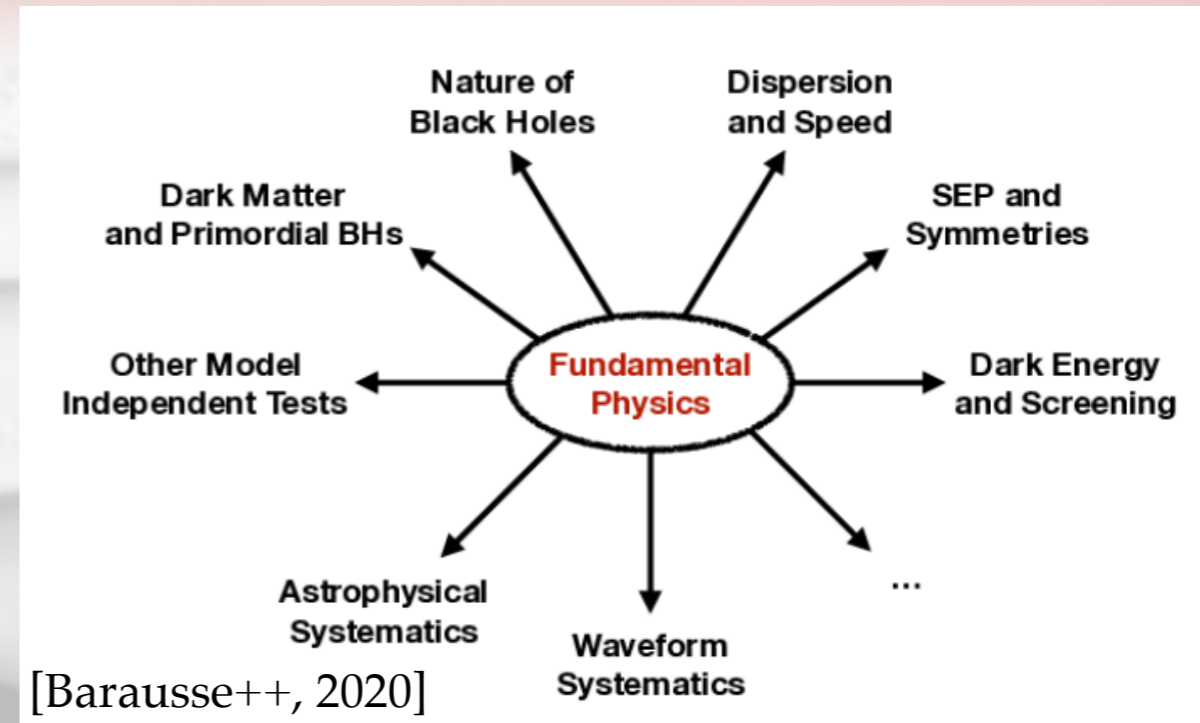 Nature of
Black Holes
Dispersion
and Speed
Dark Matter
and Primordial BHs
SEP and
Symmetries
Other Model
Independent Tests
Fundamental
Physics
Dark Energy
and Screening
Astrophysical
Systematics
Waveform
Systematics
...
[Barausse++, 2020]